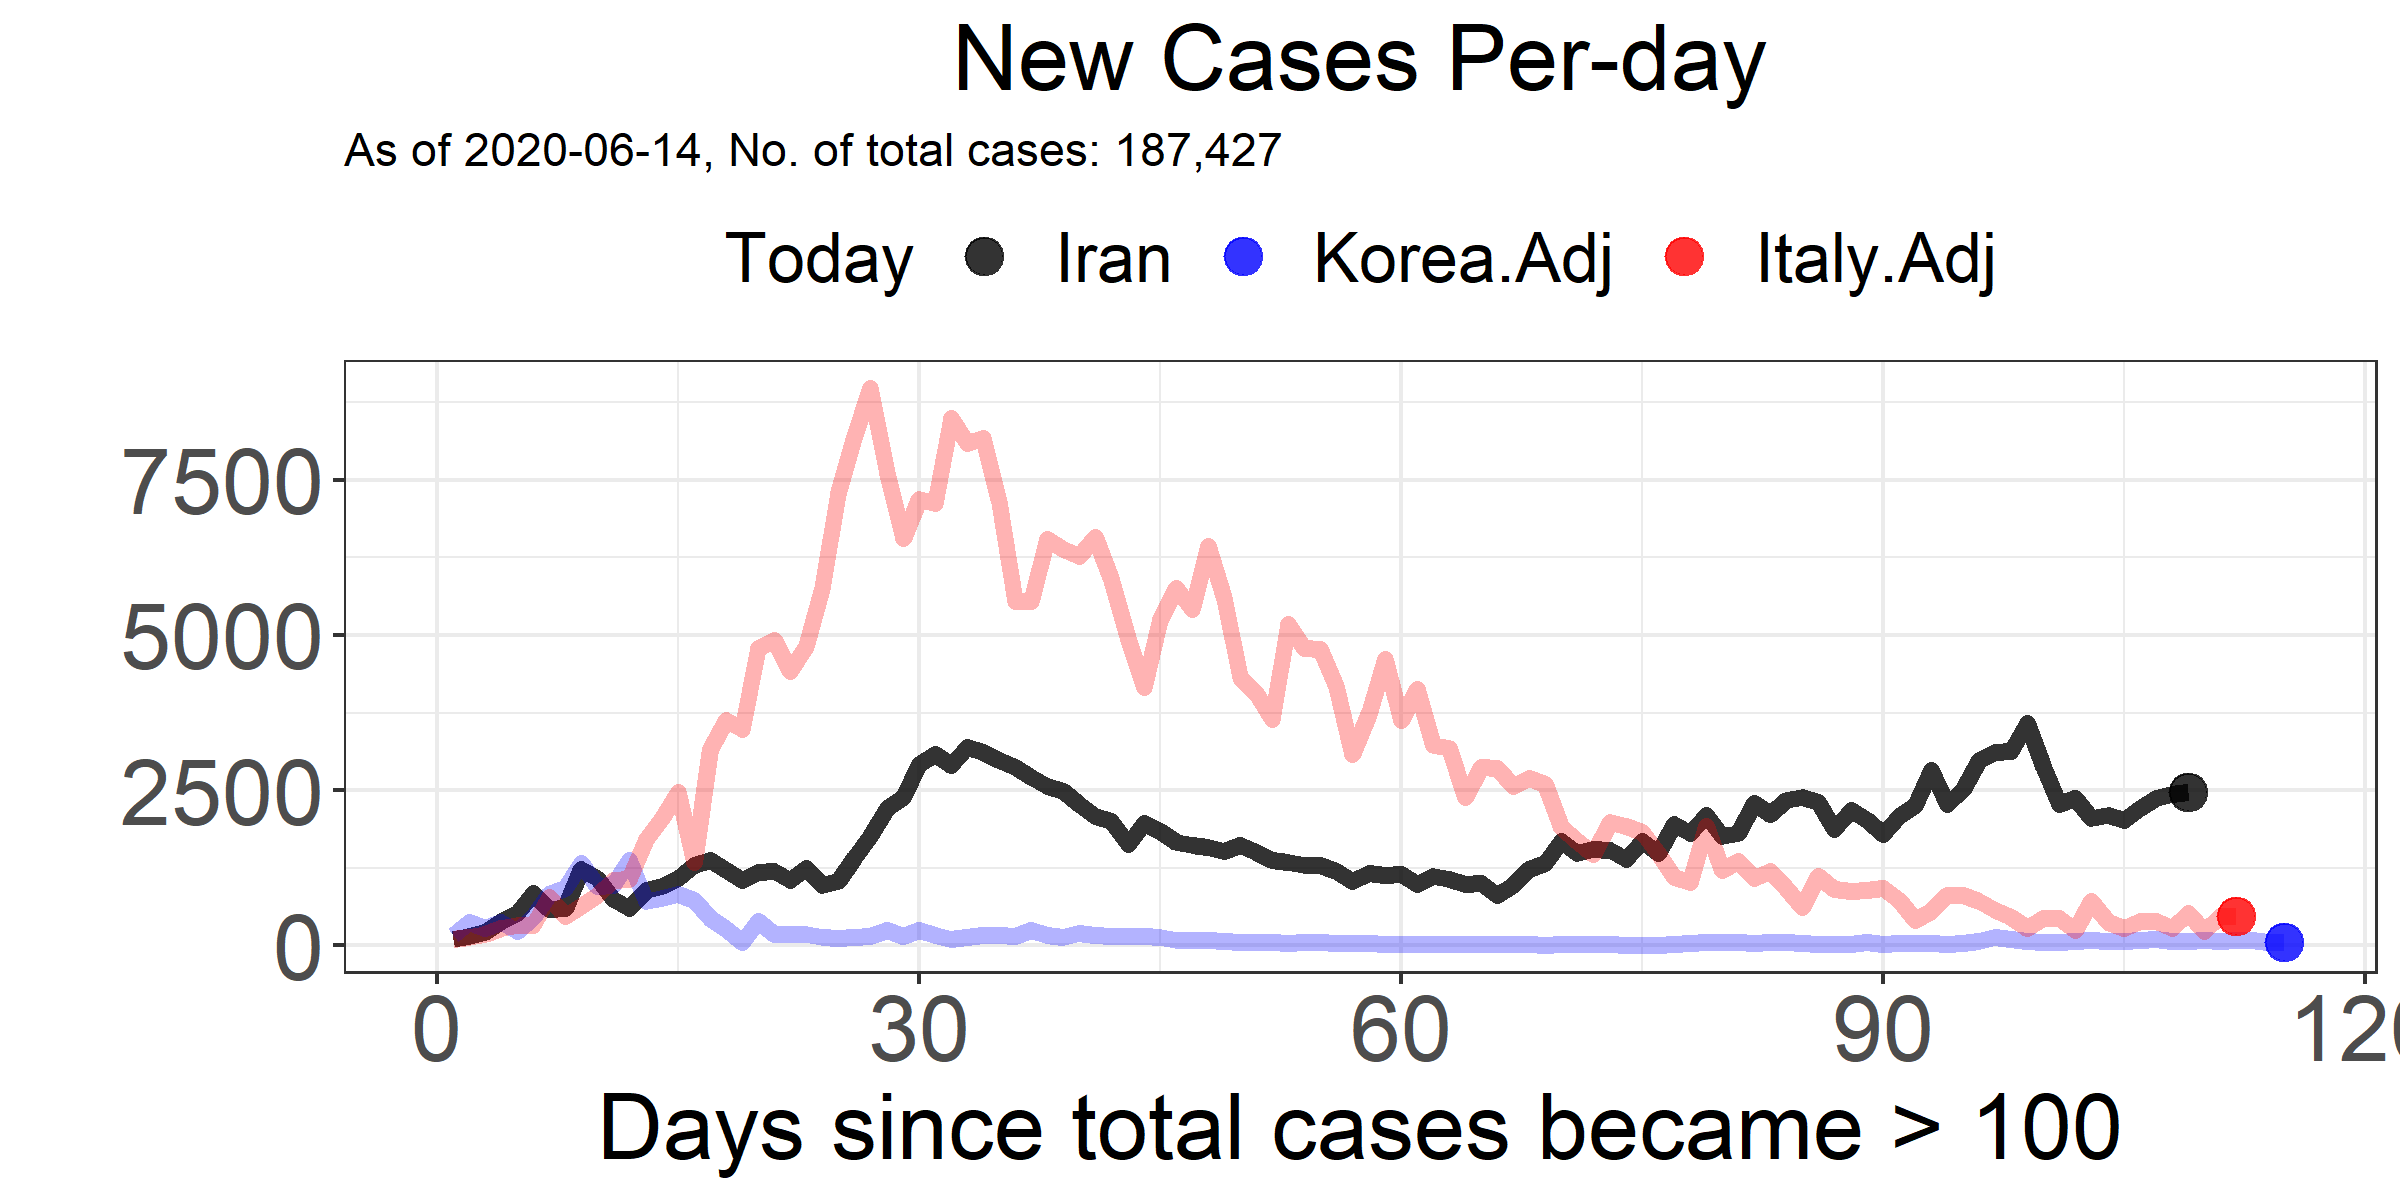 New Cases Per-day
As of 2020-06-14, No. of total cases: 187,427
Today Iran Korea.Adj Italy.Adj
7500
5000
2500
0
0 30 60 90 120
Days since total cases became > 100